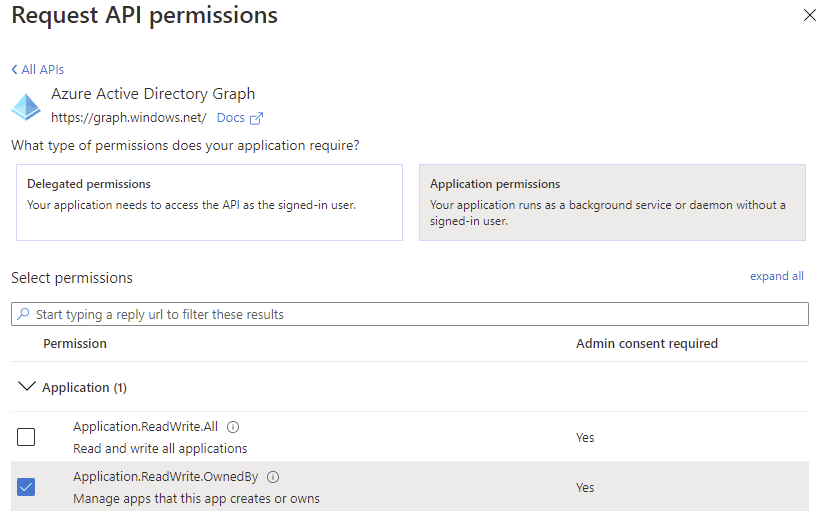 Request API permissions
All APIs
Azure Active Directory Graph
https://graph.windows.net/ Docs
What type of permissions does your application require?
Delegated permissions
Your application needs to access the API as the signed-in user.
Application permissions
Your application runs as a background service or daemon without a
signed-in user.
Select permissions
expand all
Start typing a reply url to filter these results
Permission
Admin consent required
Application (1)
Application.ReadWrite.All
Read and write all applications
Yes
Application.ReadWrite.OwnedBy
Manage apps that this app creates or owns
Yes